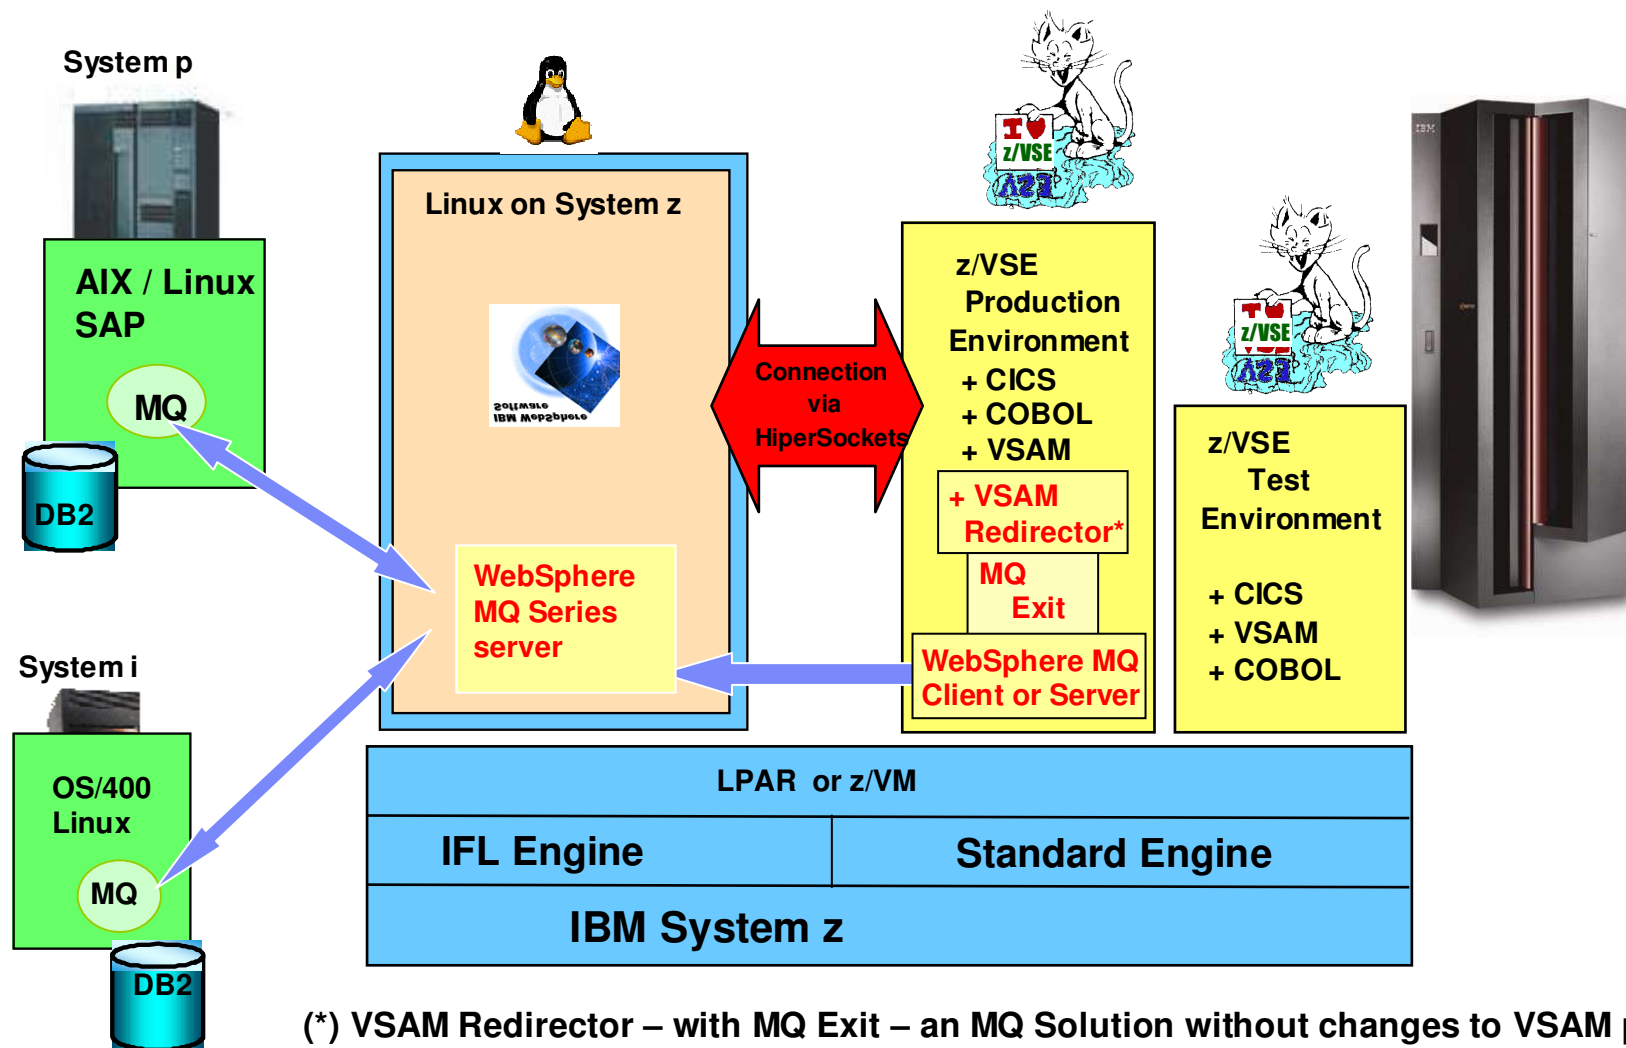 System p
AIX / Linux
SAP
MQ
DB2
System i
OS/400
Linux
MQ
DB2
Linux on System z
Software
IBM WebSphere
WebSphere
MQ Series
server
Connection
via
HiperSockets
I
z/VSE
VSE
z/VSE
Production
Environment
+ CICS
+ COBOL
+ VSAM
+ VSAM
Redirector*
MQ
Exit
WebSphere MQ
Client or Server
I
z/VSE
VSE
z/VSE
Test
Environment
+ CICS
+ VSAM
+ COBOL
IBM
LPAR or z/VM
IFL Engine
Standard Engine
IBM System z
(*) VSAM Redirector – with MQ Exit – an MQ Solution without changes to VSAM p